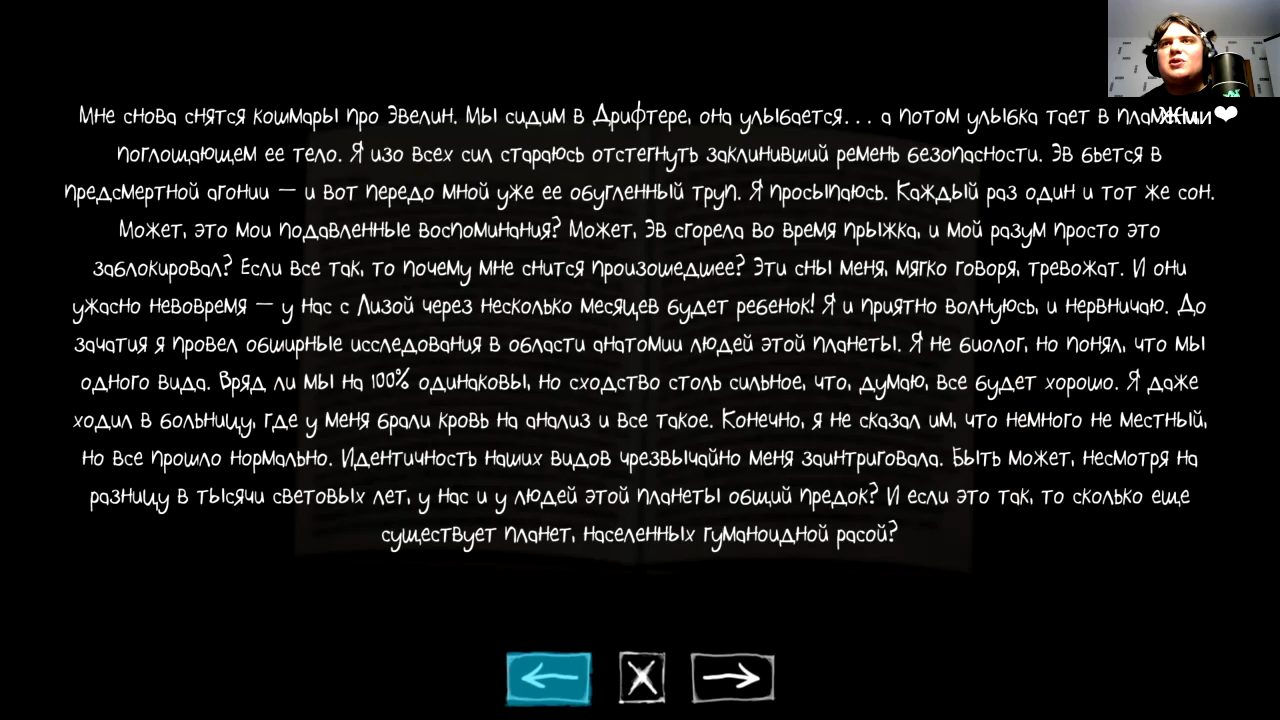 Мне снова снятся кошмары про Эвелин. Мы сидим в Дрифтере, она улыбается... а потом улыбка тает в пламени,
Жми❤
поглощающем ее тело. Я изо всех сил стараюсь отстегнуть заклинивший ремень безопасности. Эв бьется в
предсмертной агонии — и вот передо мной уже ее обугленный труп. Я просыпаюсь. Каждый раз один и тот же сон.
Может, это мои подавленные воспоминания? Может, Эв сгорела во время прыжка, и мой разум просто это
заблокировал? Если все так, то почему мне снится произошедшее? Эти сны меня, мягко говоря, тревожат. И они
ужасно невовремя — у нас с Лизой через несколько месяцев будет ребенок! Я и приятно волнуюсь, и нервничаю. До
зачатия я провел обширные исследования в области анатомии людей этой планеты. Я не биолог, но понял, что мы
одного вида. Вряд ли мы на 100% одинаковы, но сходство столь сильное, что, думаю, все будет хорошо. Я даже
ходил в больницу, где у меня брали кровь на анализ и все такое. Конечно, я не сказал им, что немного не местный,
но все прошло нормально. Идентичность наших видов чрезвычайно меня заинтриговала. Быть может, несмотря на
разницу в тысячи световых лет, у нас и у людей этой планеты общий предок? И если это так, то сколько еще
существует планет, населенных гуманоидной расой?